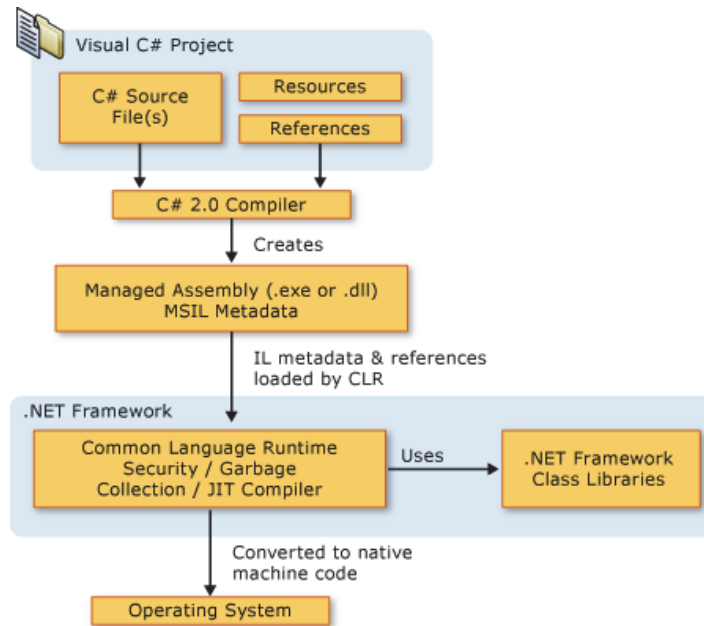 Visual C# Project
C# Source
File(s)
Resources
References
C# 2.0 Compiler
Creates
Managed Assembly (.exe or .dll)
MSIL Metadata
IL metadata & references
loaded by CLR
.NET Framework
Common Language Runtime
Security / Garbage
Collection / JIT Compiler
Uses
.NET Framework
Class Libraries
Converted to native
machine code
Operating System